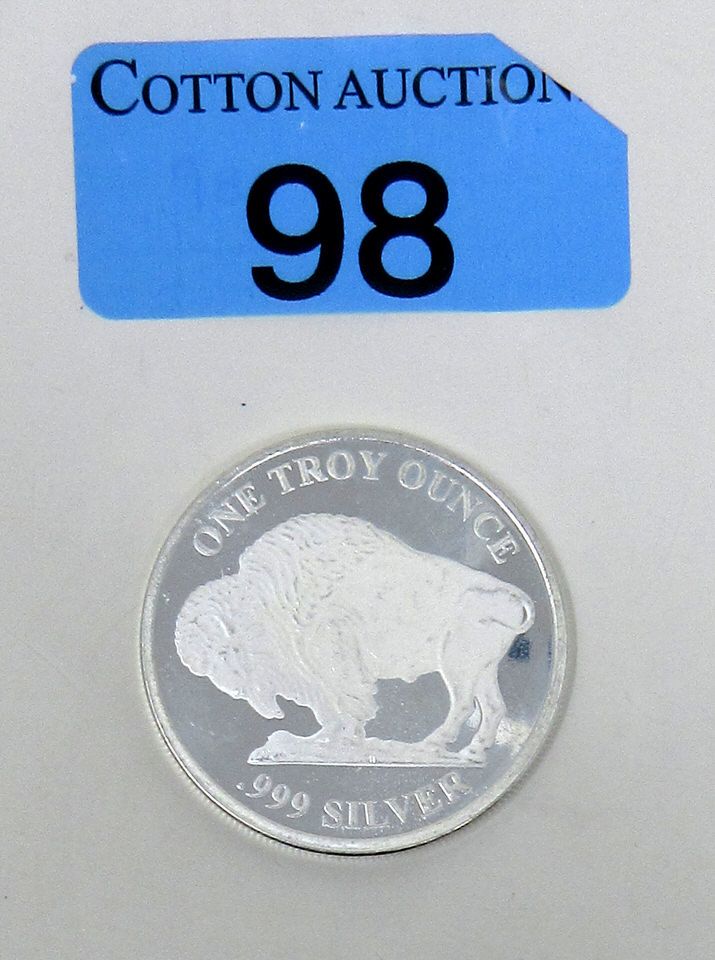 COTTON AUCTION
98
ONE TROY OUNCE
.999 SILVER